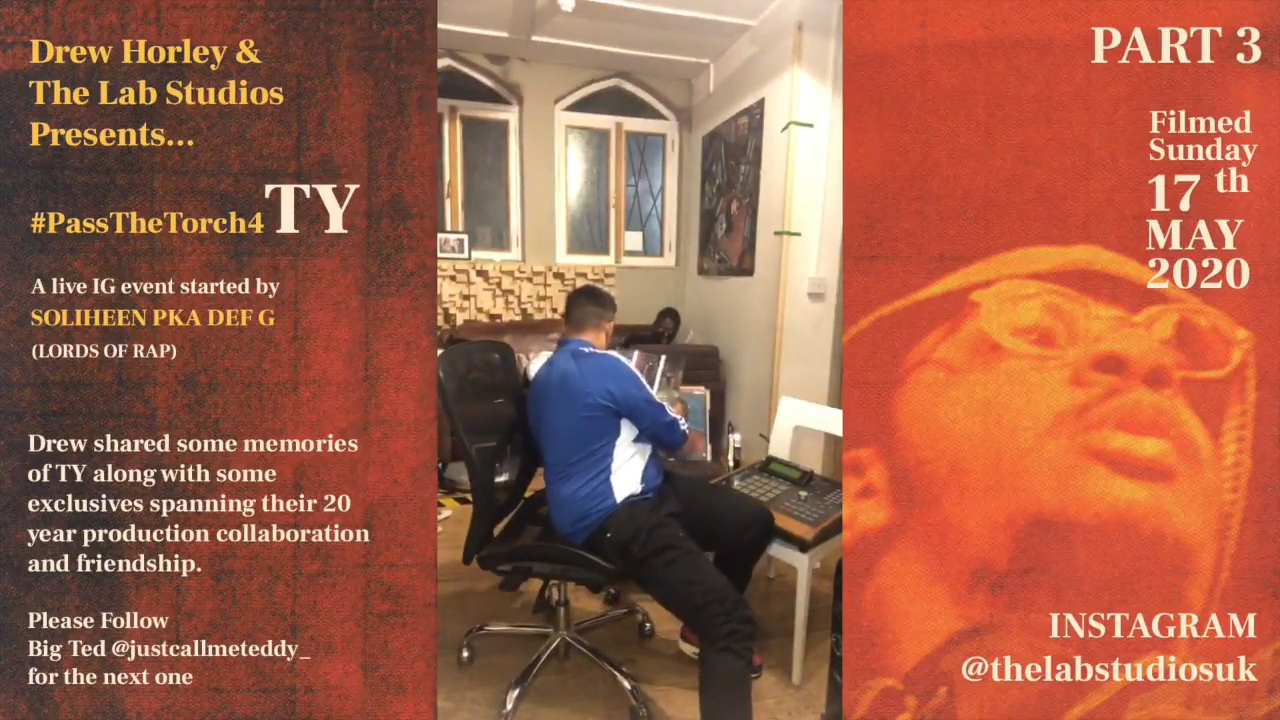 Drew Horley &
The Lab Studios
Presents...
#PassTheTorch4 TY
A live IG event started by
SOLIHEEN PKA DEF G
(LORDS OF RAP)
Drew shared some memories
of TY along with some
exclusives spanning their 20
year production collaboration
and friendship.
Please Follow
Big Ted @justcallmeteddy_
for the next one
PART 3
Filmed
Sunday
17 th
MAY
2020
INSTAGRAM
@thelabstudiosuk